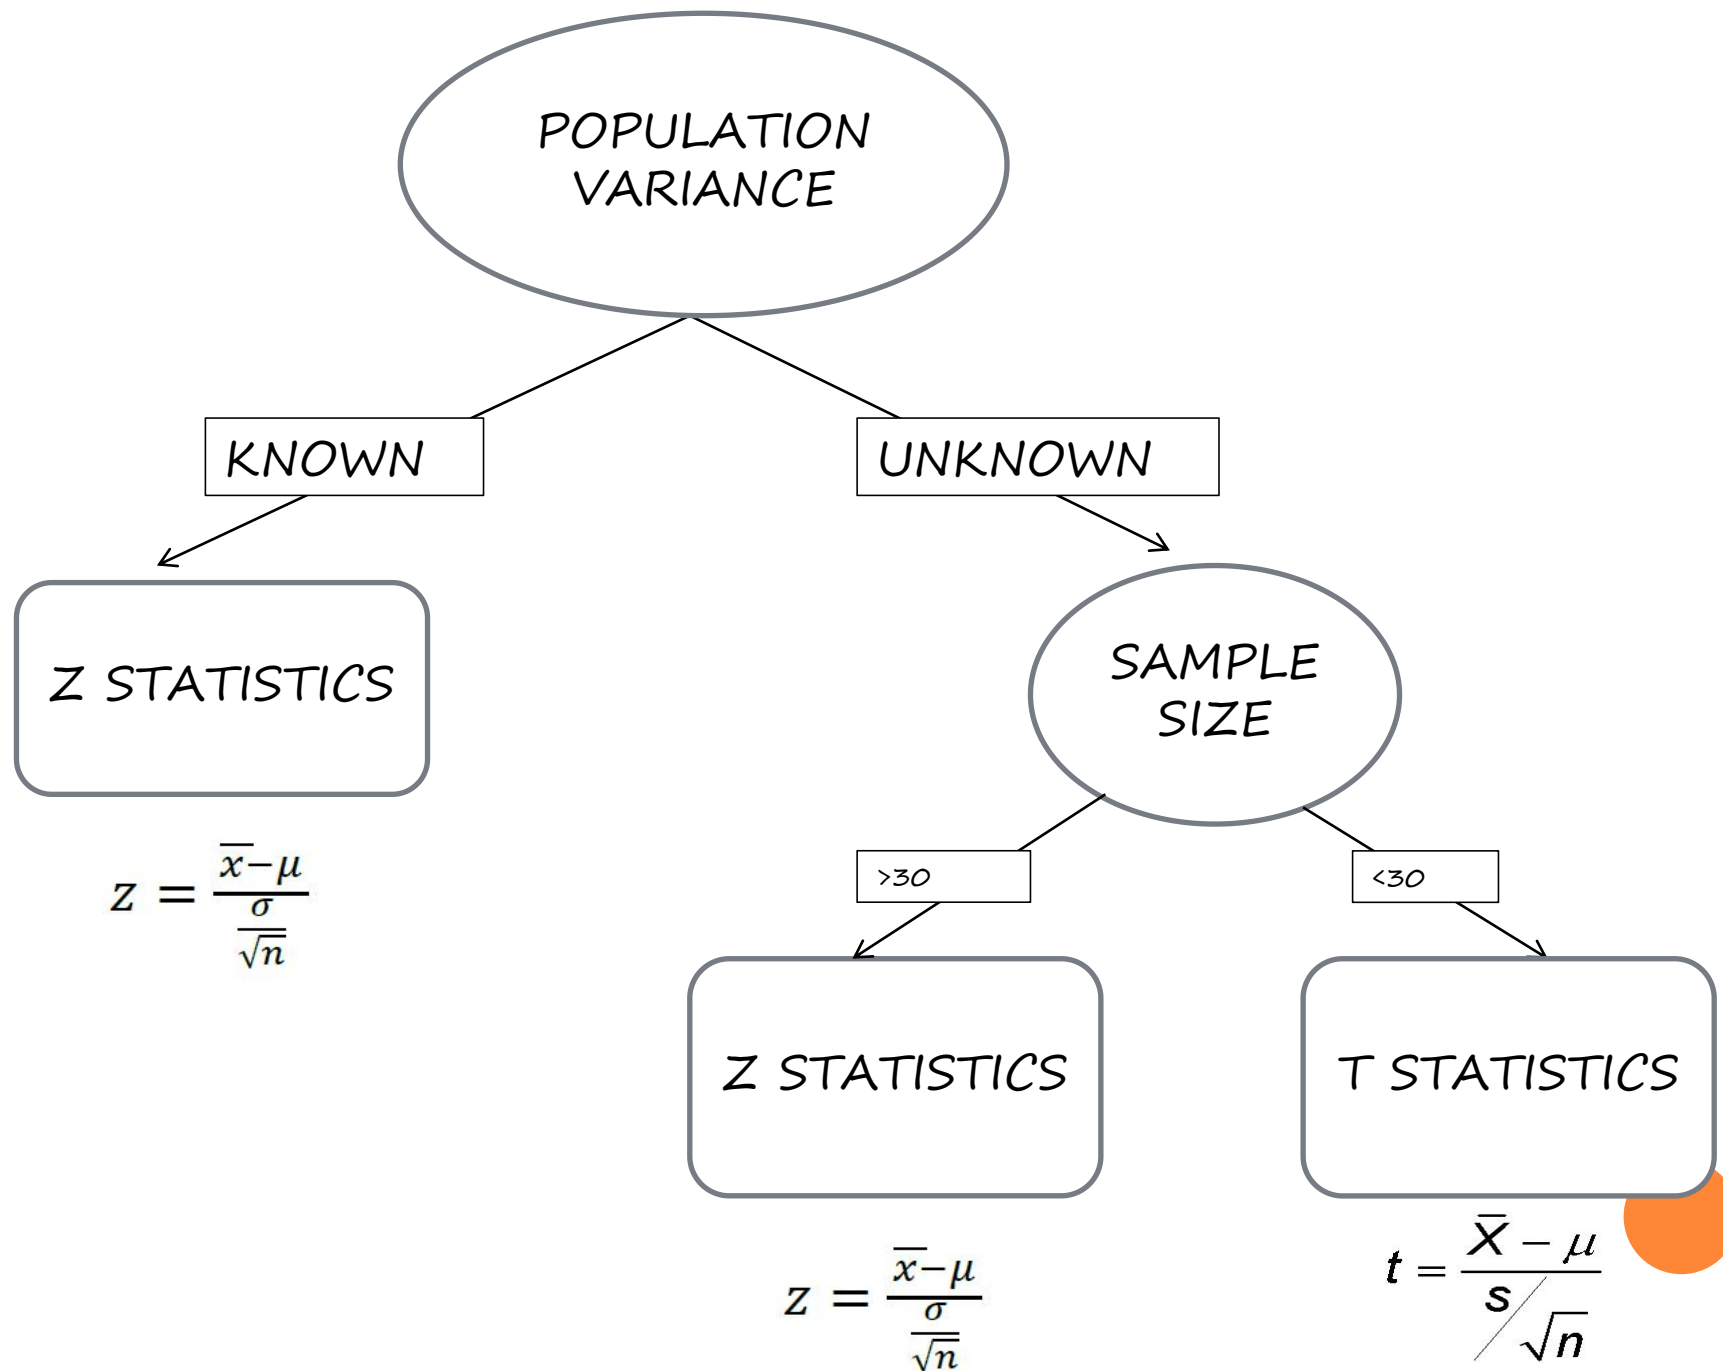 POPULATION
VARIANCE
KNOWN
UNKNOWN
Z STATISTICS
SAMPLE
SIZE
z = (x̅ − μ) / (σ / √n)
>30
<30
Z STATISTICS
T STATISTICS
z = (x̅ − μ) / (σ / √n)
t = (X̅ − μ) / (s / √n)